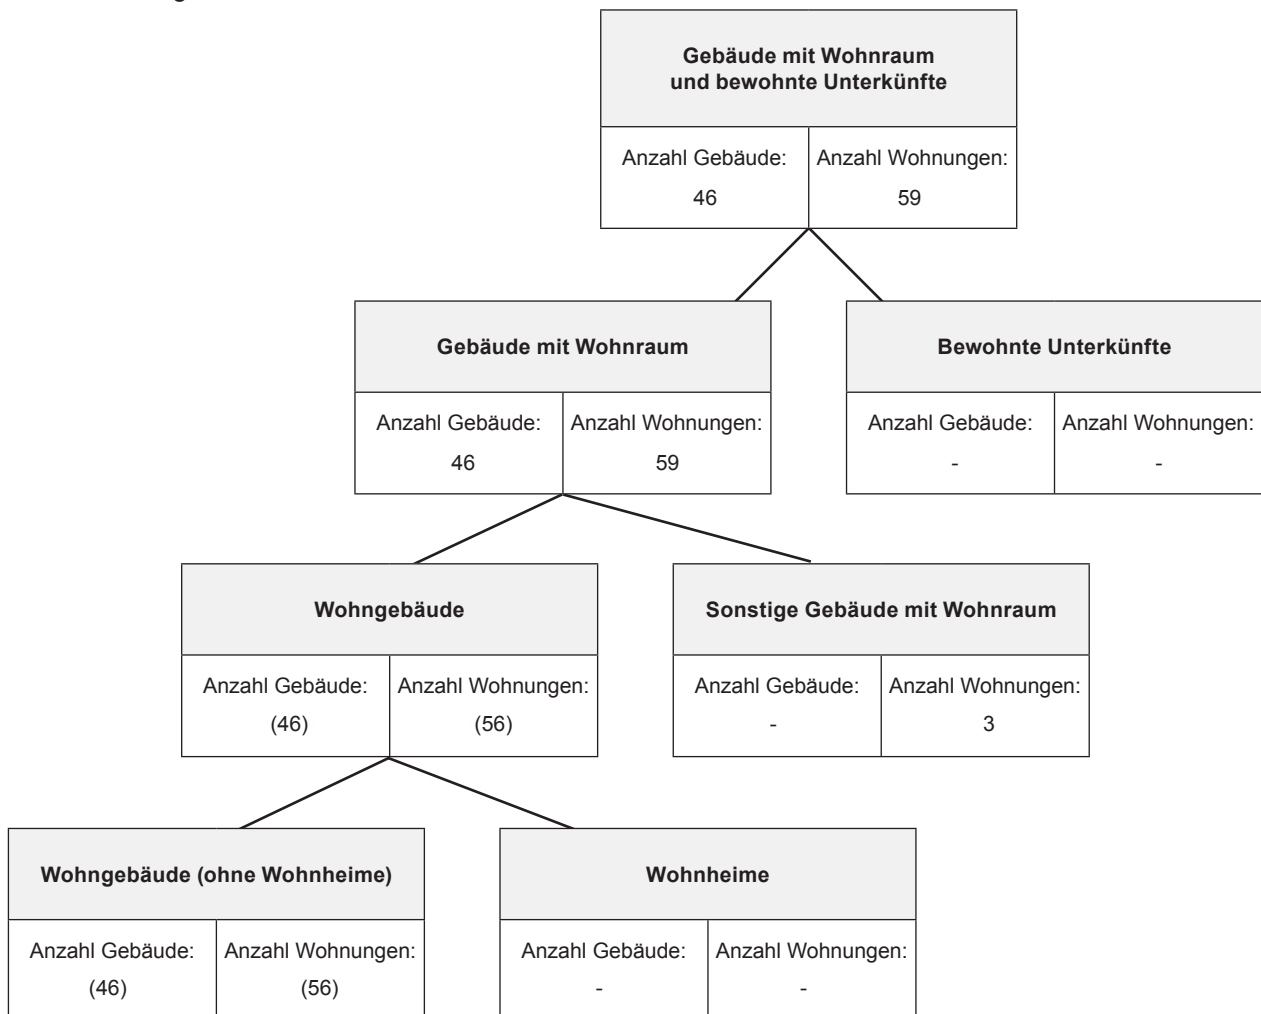 Gebäude mit Wohnraum
und bewohnte Unterkünfte
Anzahl Gebäude: Anzahl Wohnungen:
46 59
Gebäude mit Wohnraum
Anzahl Gebäude: Anzahl Wohnungen:
46 59
Bewohnte Unterkünfte
Anzahl Gebäude: Anzahl Wohnungen:
- -
Wohngebäude
Anzahl Gebäude: Anzahl Wohnungen:
(46) (56)
Sonstige Gebäude mit Wohnraum
Anzahl Gebäude: Anzahl Wohnungen:
- 3
Wohngebäude (ohne Wohnheime)
Anzahl Gebäude: Anzahl Wohnungen:
(46) (56)
Wohnheime
Anzahl Gebäude: Anzahl Wohnungen:
- -